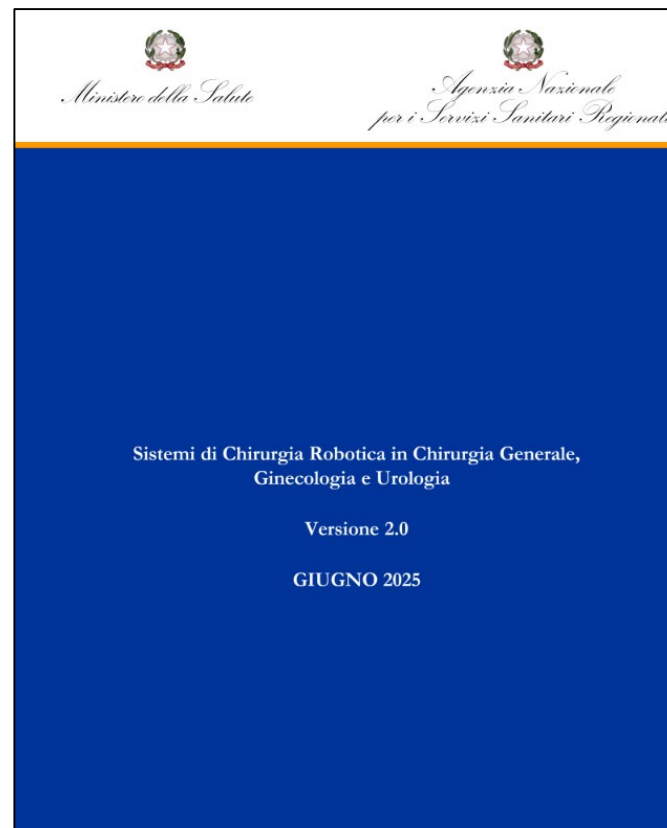 Ministero della Salute
Agenzia Nazionale
per i Servizi Sanitari Regionali
Sistemi di Chirurgia Robotica in Chirurgia Generale,
Ginecologia e Urologia
Versione 2.0
GIUGNO 2025